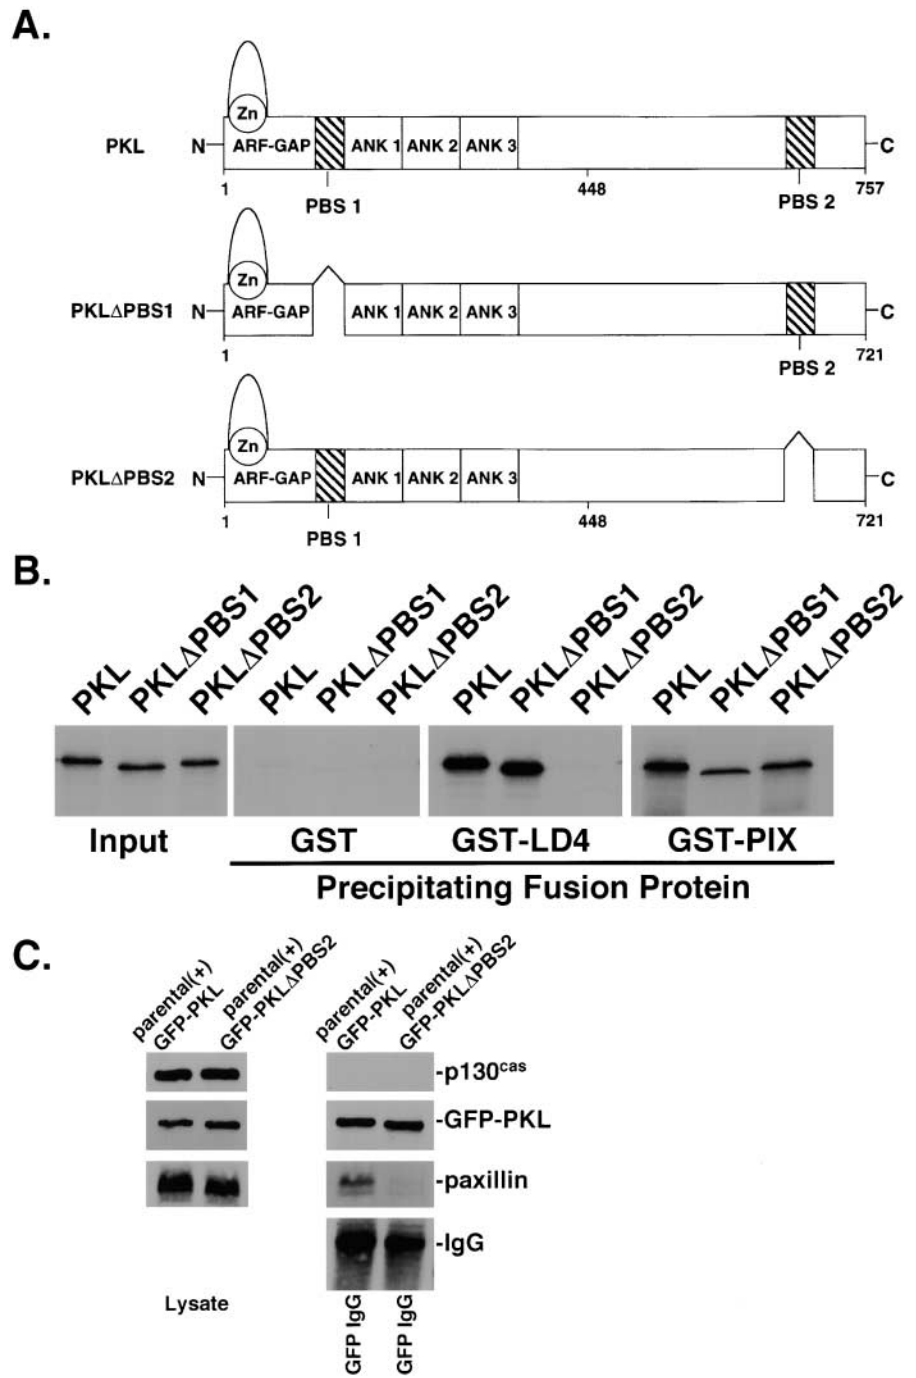 A.
Zn
PKL N ARF-GAP ANK 1 ANK 2 ANK 3 C
1 448 757
PBS 1 PBS 2
Zn
PKLΔPBS1 N ARF-GAP ANK 1 ANK 2 ANK 3 C
1 721
PBS 2
Zn
PKLΔPBS2 N ARF-GAP ANK 1 ANK 2 ANK 3 C
1 448 721
PBS 1
B.
PKL PKLΔPBS1 PKLΔPBS2 PKL PKLΔPBS1 PKLΔPBS2 PKL PKLΔPBS1 PKLΔPBS2 PKL PKLΔPBS1 PKLΔPBS2
Input GST GST-LD4 GST-PIX
Precipitating Fusion Protein
C.
parental(+)
GFP-PKL
parental(+)
GFP-PKLΔPBS2
parental(+)
GFP-PKL
parental(+)
GFP-PKLΔPBS2
-p130cas
-GFP-PKL
-paxillin
-IgG
Lysate
GFP IgG
GFP IgG